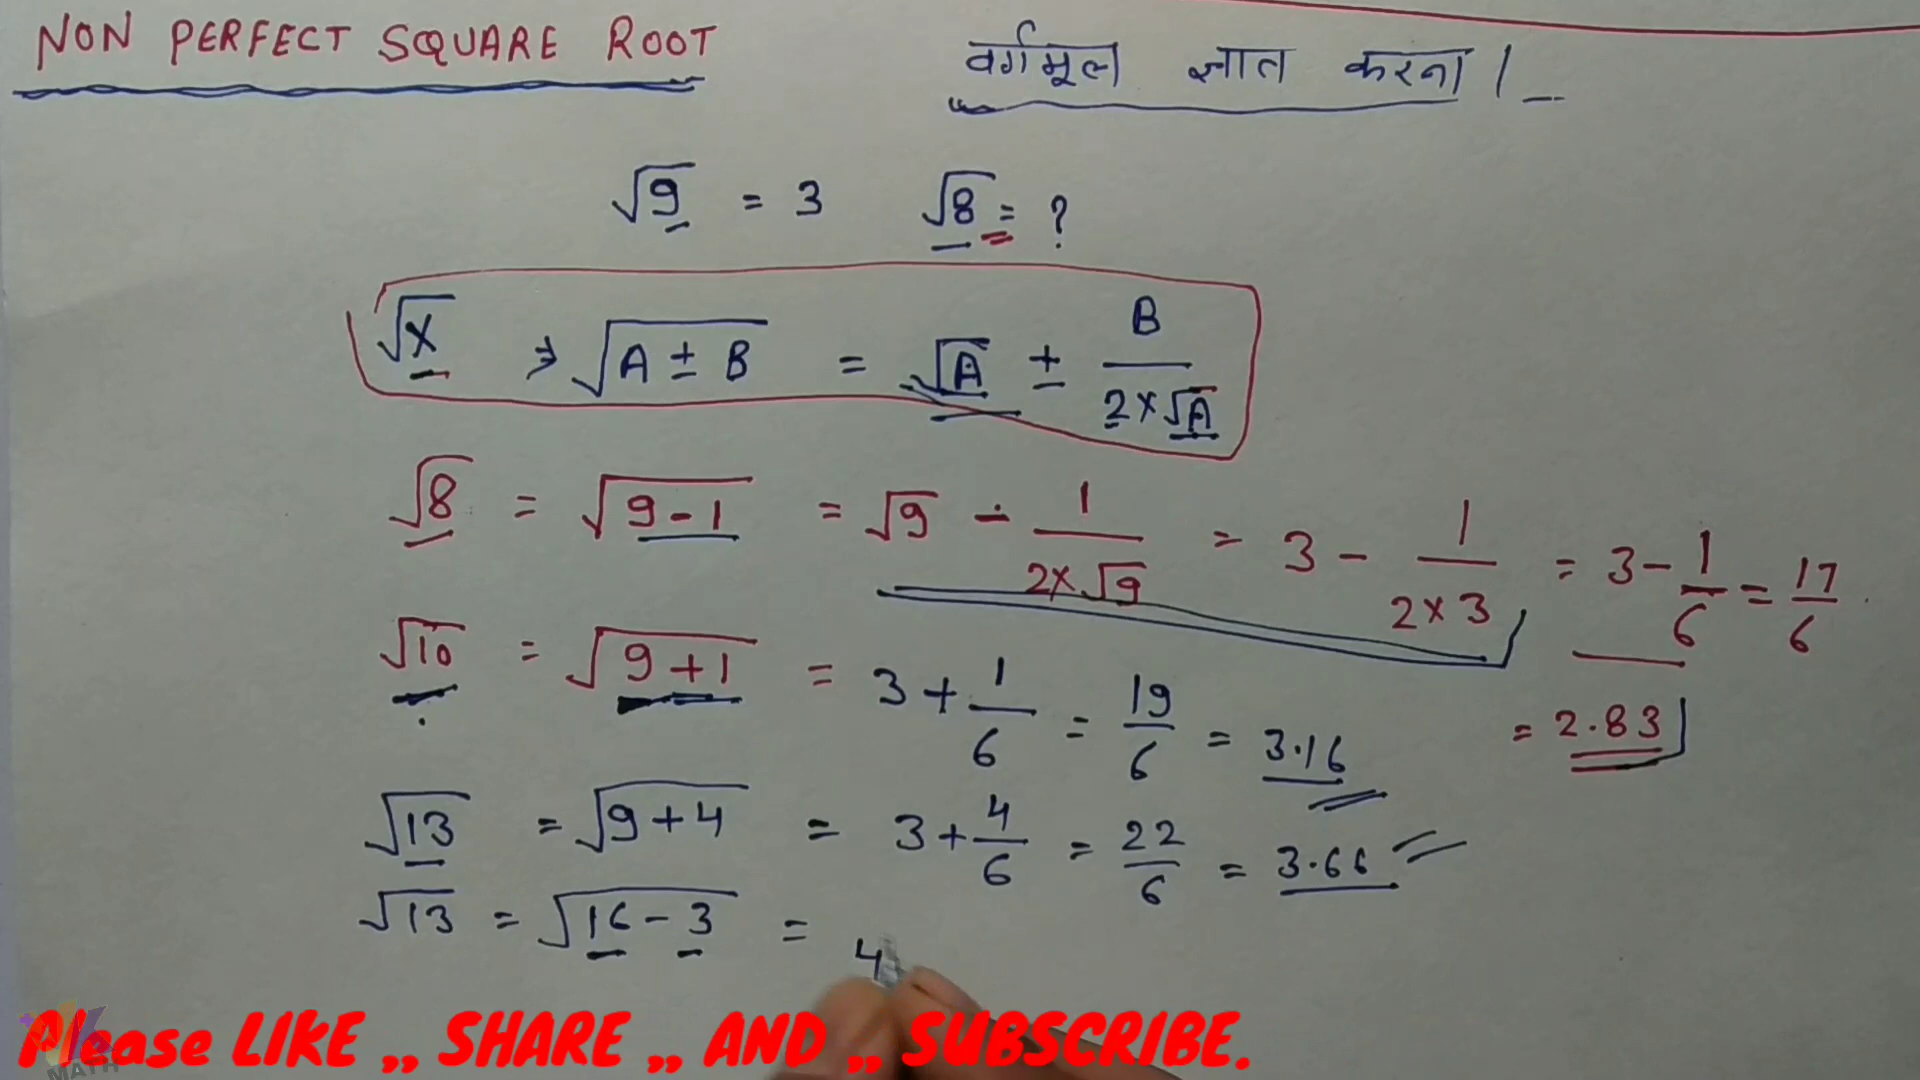 NON PERFECT SQUARE ROOT वर्गमूल ज्ञात करना।
√9 = 3 √8 = ?
√X ⇒ √(A ± B) = √A ± B/(2×√A)
√8 = √(9 - 1) = √9 - 1/(2×√9) = 3 - 1/(2×3) = 3 - 1/6 = 17/6
= 2.83
√10 = √(9+1) = 3 + 1/6 = 19/6 = 3.16
√13 = √(9+4) = 3 + 4/6 = 22/6 = 3.66
√13 = √(16 - 3) = 4
Please LIKE ,, SHARE ,, AND ,, SUBSCRIBE.
MATH